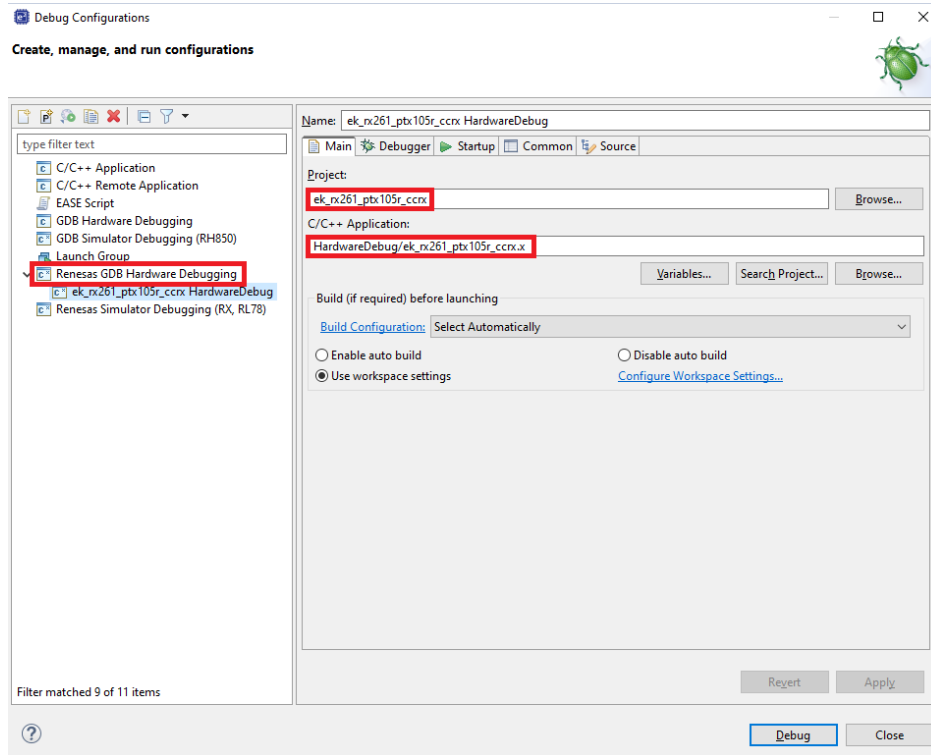 Debug Configurations
Create, manage, and run configurations
type filter text
C/C++ Application
C/C++ Remote Application
EASE Script
GDB Hardware Debugging
GDB Simulator Debugging (RH850)
Launch Group
Renesas GDB Hardware Debugging
ek_rx261_ptx105r_ccrx HardwareDebug
Renesas Simulator Debugging (RX, RL78)
Filter matched 9 of 11 items
Name: ek_rx261_ptx105r_ccrx HardwareDebug
Main Debugger Startup Common Source
Project:
ek_rx261_ptx105r_ccrx Browse...
C/C++ Application:
HardwareDebug/ek_rx261_ptx105r_ccrx.x
Variables... Search Project... Browse...
Build (if required) before launching
Build Configuration: Select Automatically
Enable auto build Disable auto build
Use workspace settings Configure Workspace Settings...
Revert Apply
Debug Close